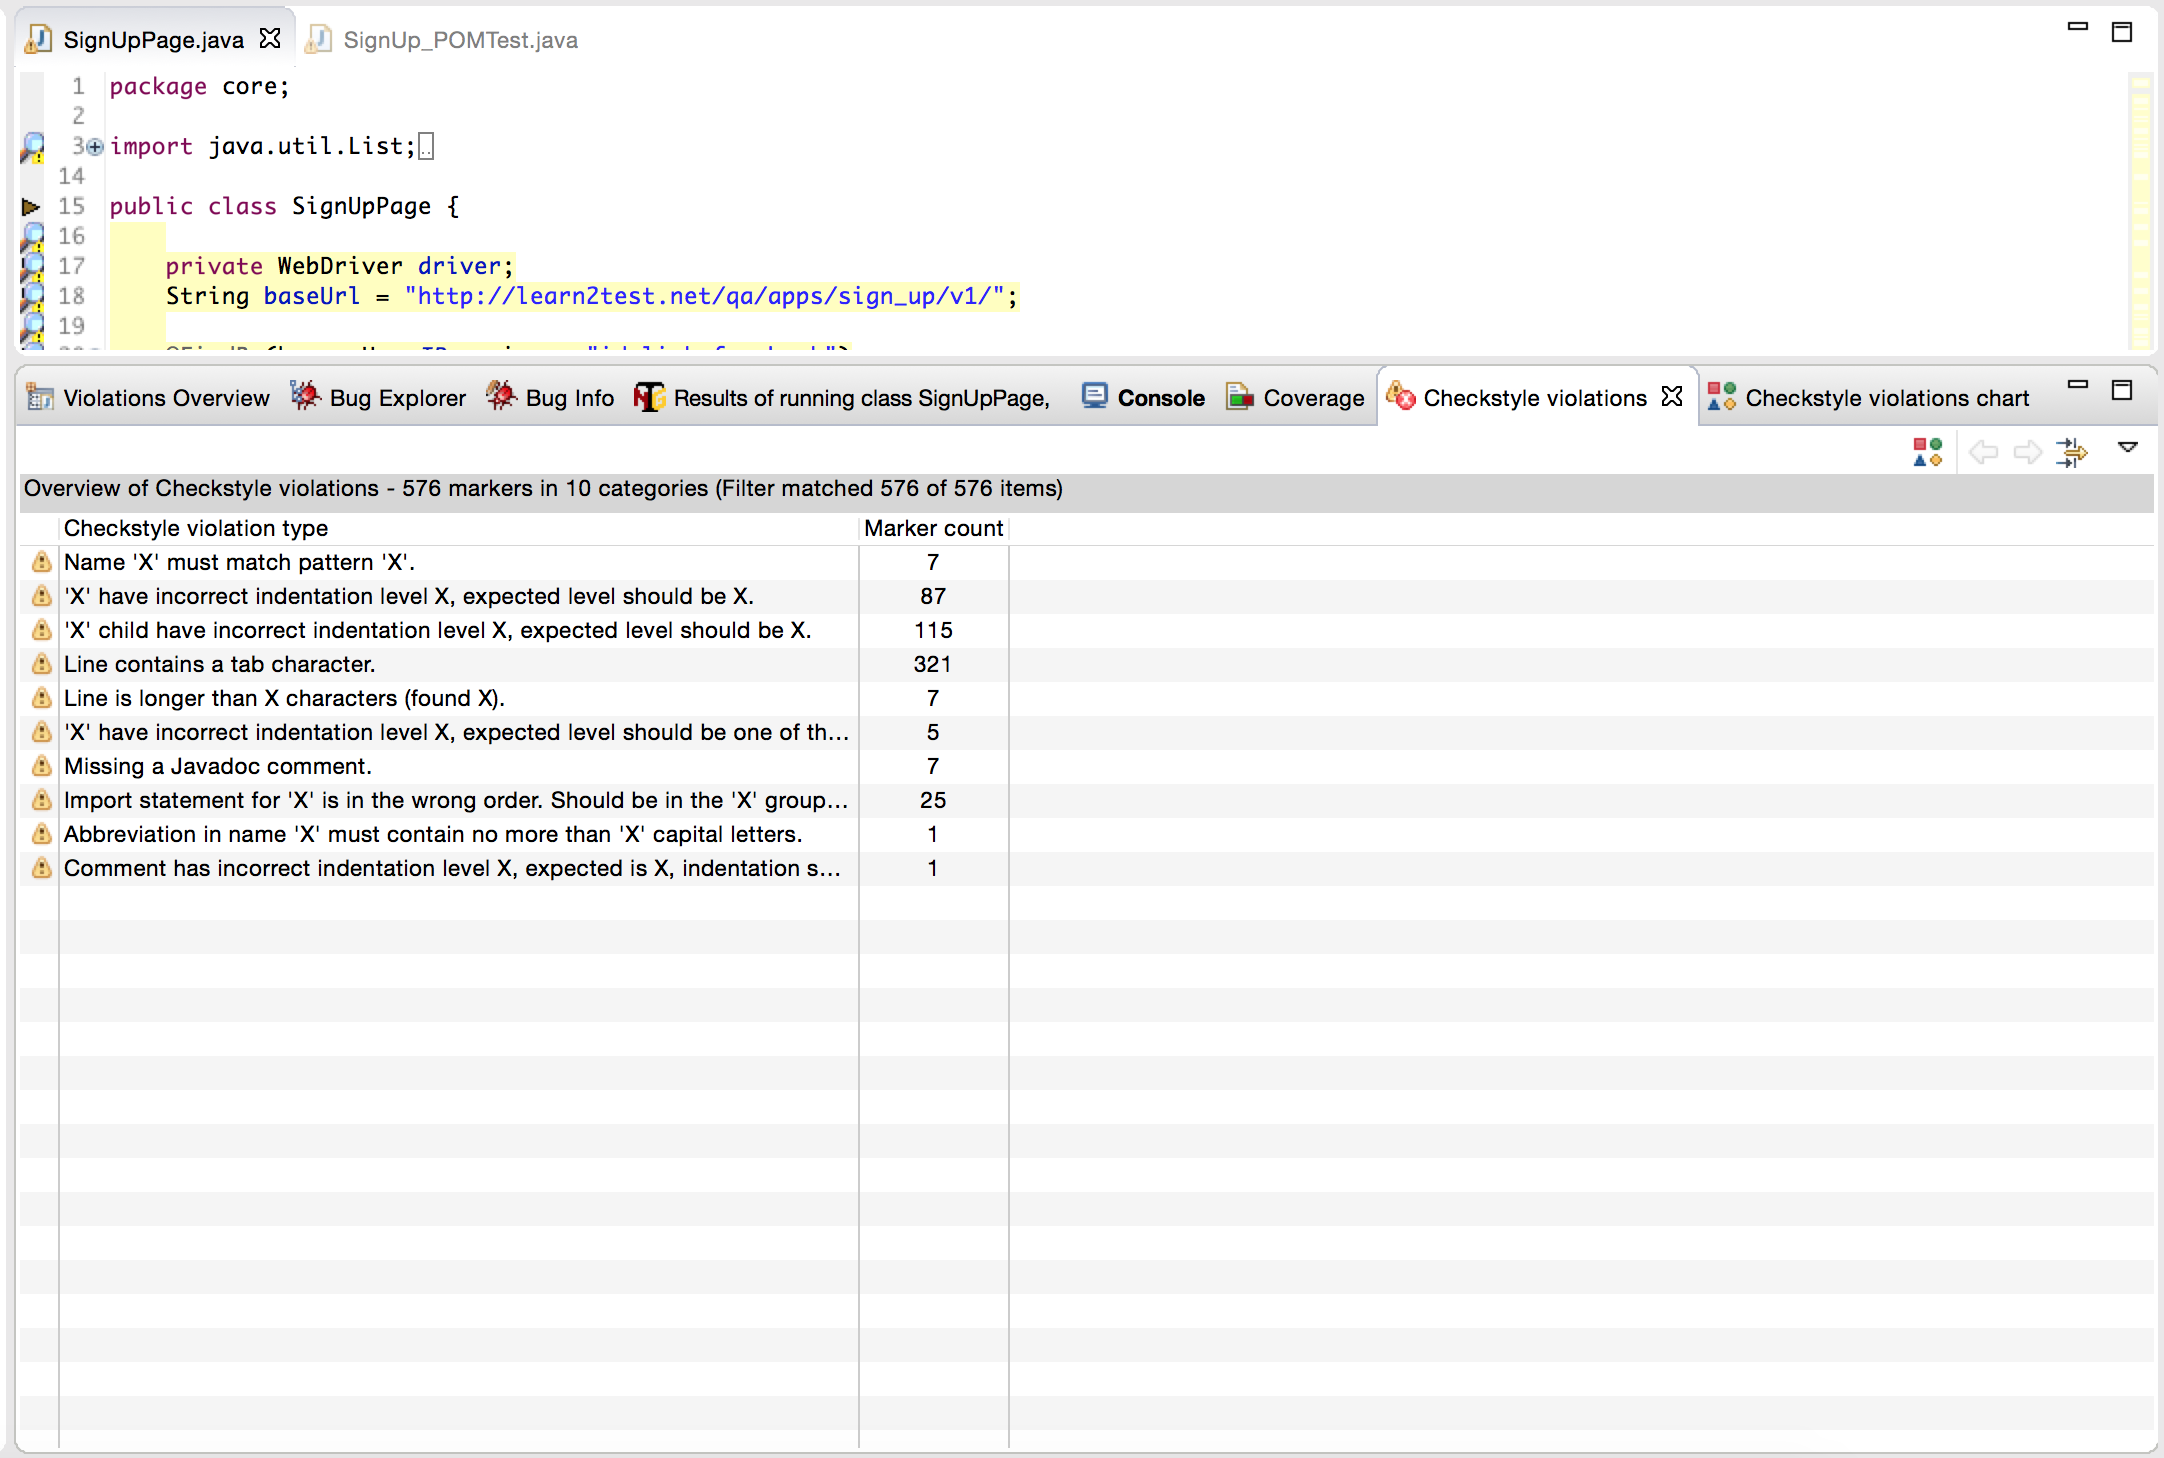 SignUpPage.java SignUp_POMTest.java
1 package core;
2
3 import java.util.List;
14
15 public class SignUpPage {
16
17 private WebDriver driver;
18 String baseUrl = "http://learn2test.net/qa/apps/sign_up/v1/";
19
Violations Overview Bug Explorer Bug Info Results of running class SignUpPage, Console Coverage Checkstyle violations Checkstyle violations chart
Overview of Checkstyle violations - 576 markers in 10 categories (Filter matched 576 of 576 items)
Checkstyle violation type Marker count
Name 'X' must match pattern 'X'. 7
'X' have incorrect indentation level X, expected level should be X. 87
'X' child have incorrect indentation level X, expected level should be X. 115
Line contains a tab character. 321
Line is longer than X characters (found X). 7
'X' have incorrect indentation level X, expected level should be one of th... 5
Missing a Javadoc comment. 7
Import statement for 'X' is in the wrong order. Should be in the 'X' group... 25
Abbreviation in name 'X' must contain no more than 'X' capital letters. 1
Comment has incorrect indentation level X, expected is X, indentation s... 1